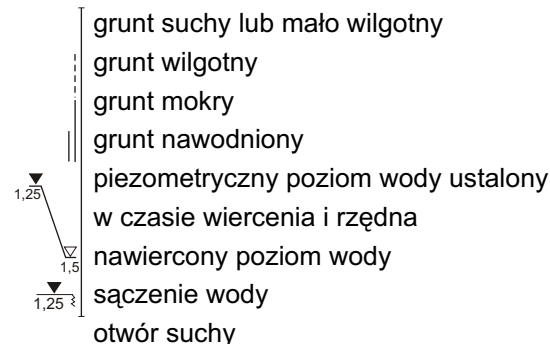 grunt suchy lub mało wilgotny
grunt wilgotny
grunt mokry
grunt nawodniony
piezometryczny poziom wody ustalony
1,25
w czasie wiercenia i rzędna
nawiercony poziom wody
1,5
sączenie wody
1,25
otwór suchy